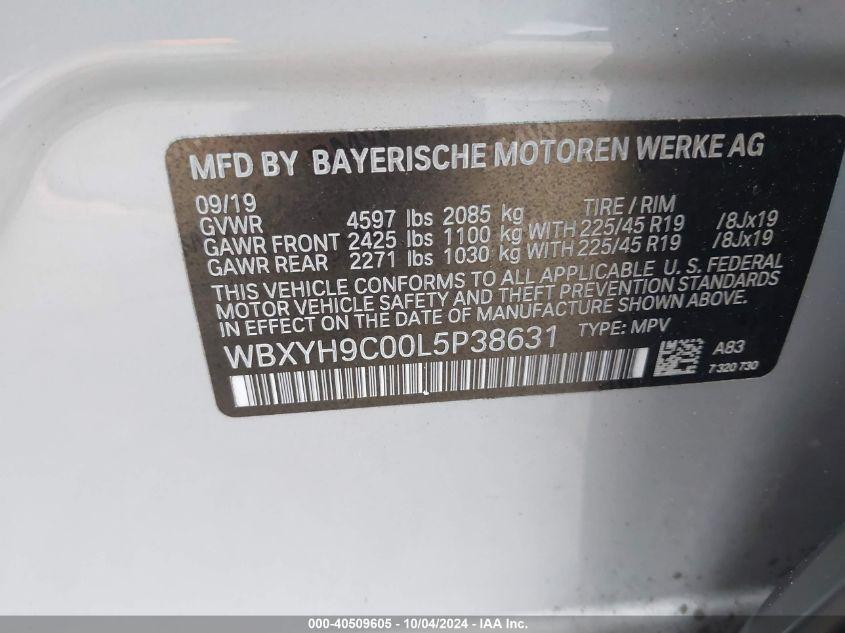 MFD BY BAYERISCHE MOTOREN WERKE AG
09/19 TIRE / RIM
GVWR 4597 lbs 2085 kg
GAWR FRONT 2425 lbs 1100 kg WITH 225/45 R19 /8Jx19
GAWR REAR 2271 lbs 1030 kg WITH 225/45 R19 /8Jx19
THIS VEHICLE CONFORMS TO ALL APPLICABLE U. S. FEDERAL
MOTOR VEHICLE SAFETY AND THEFT PREVENTION STANDARDS
IN EFFECT ON THE DATE OF MANUFACTURE SHOWN ABOVE.
WBXYH9C00L5P38631 TYPE: MPV
A83
7 320 730
000-40509605 - 10/04/2024 - IAA Inc.